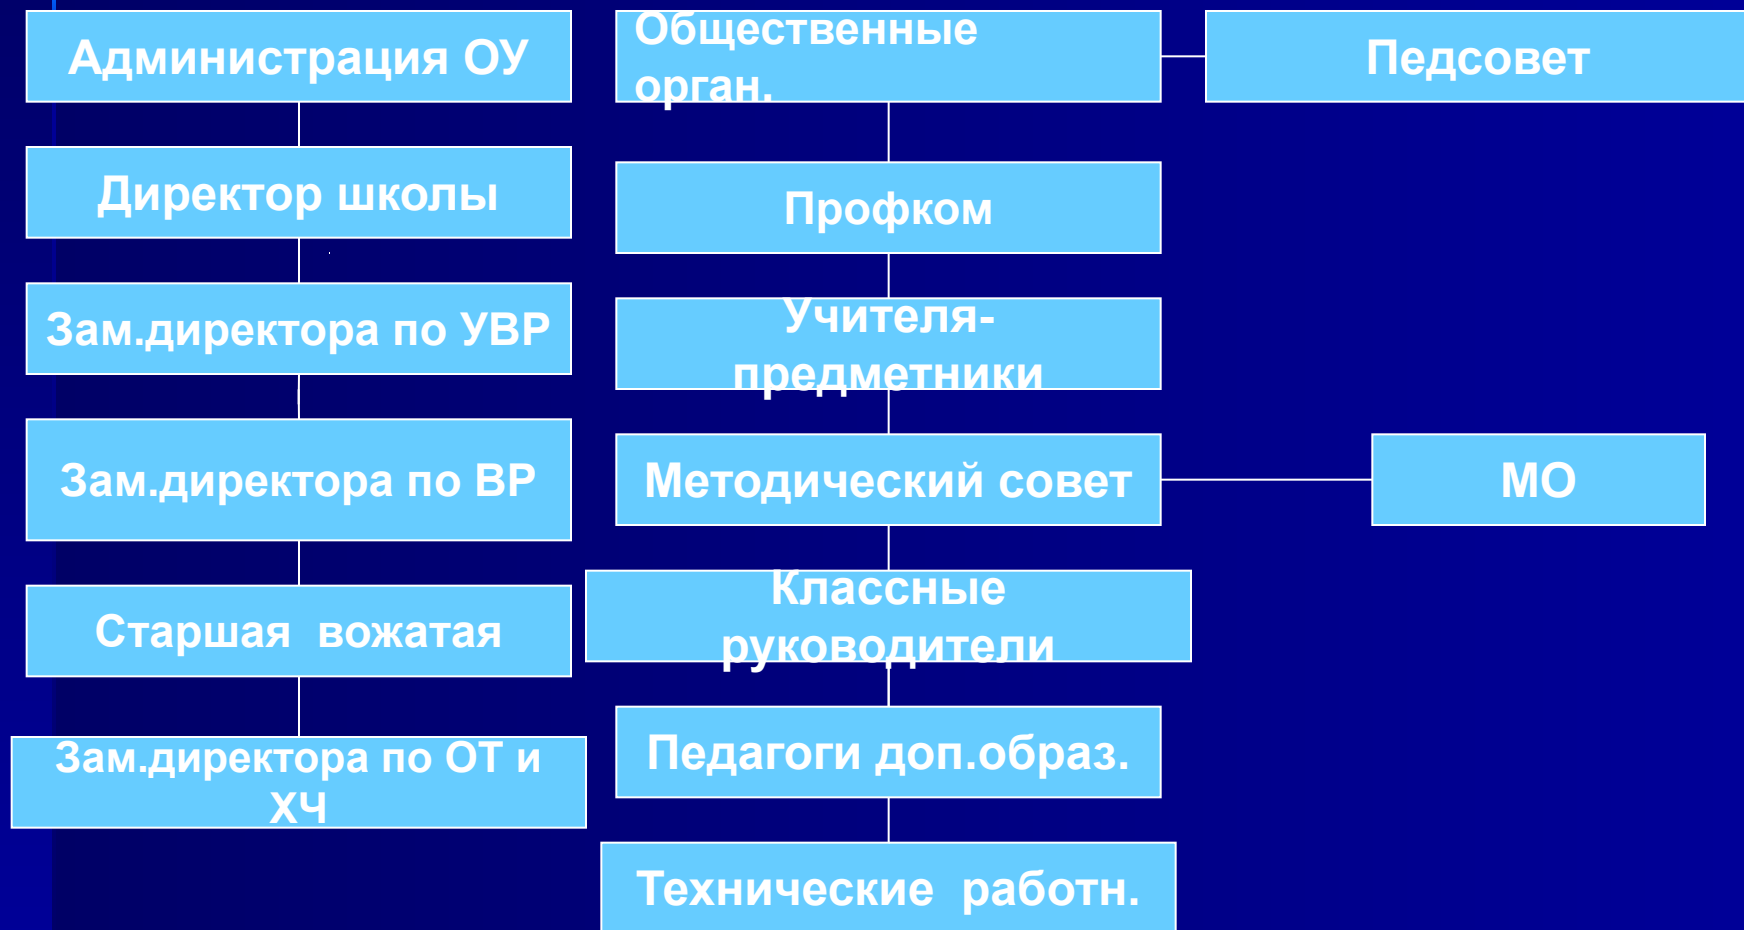 Администрация ОУ
Директор школы
Зам.директора по УВР
Зам.директора по ВР
Старшая вожатая
Зам.директора по ОТ и
ХЧ
Общественные
орган.
Педсовет
Профком
Учителя-
предметники
Методический совет
МО
Классные
руководители
Педагоги доп.образ.
Технические работн.